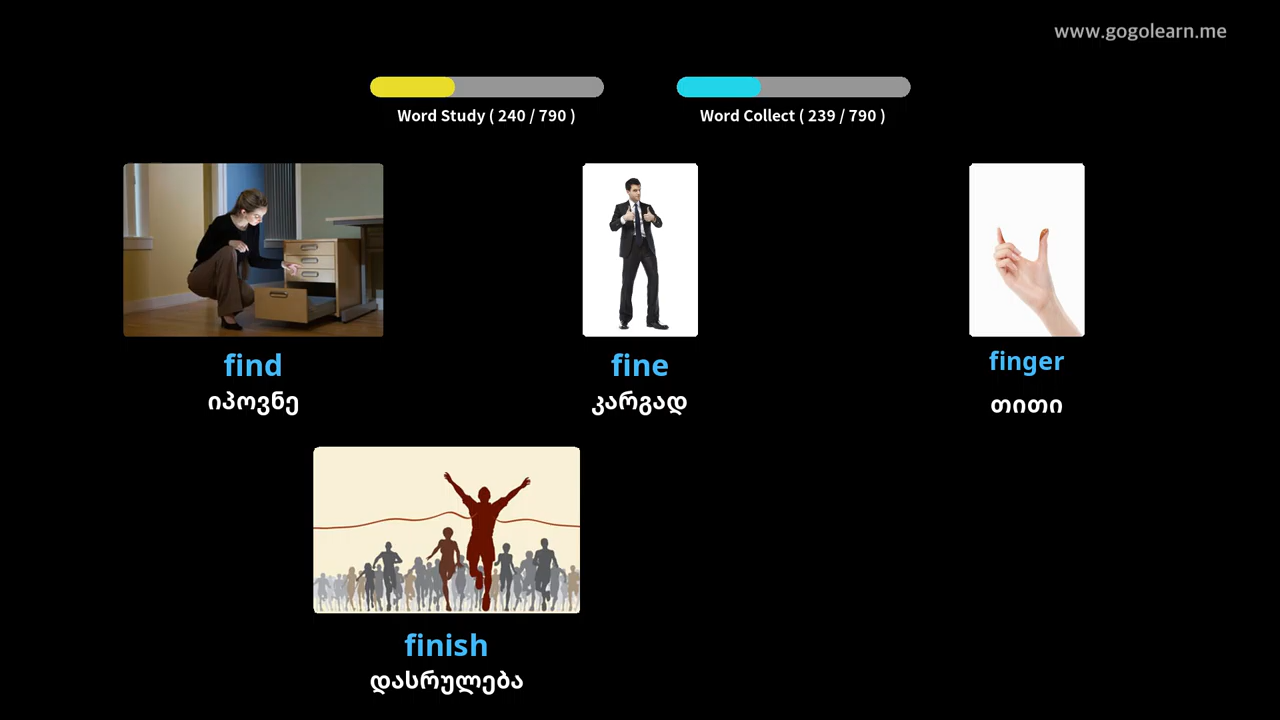 www.gogolearn.me
Word Study ( 240 / 790 )
Word Collect ( 239 / 790 )
find
იპოვნე
fine
კარგად
finger
თითი
finish
დასრულება